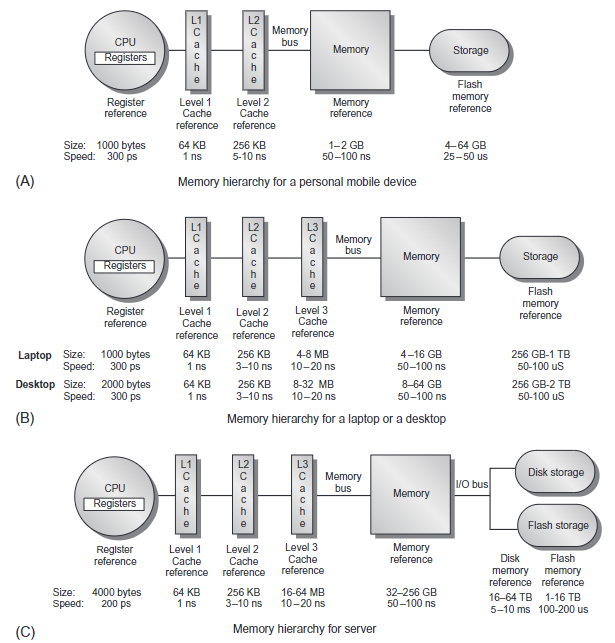 CPU
Registers
L1
Cache
L2
Cache
Memory
bus
Memory
Storage
Register
reference
Level 1
Cache
reference
Level 2
Cache
reference
Memory
reference
Flash
memory
reference
Size: 1000 bytes 64 KB 256 KB 1–2 GB 4–64 GB
Speed: 300 ps 1 ns 5-10 ns 50–100 ns 25–50 us
(A) Memory hierarchy for a personal mobile device
CPU
Registers
L1
Cache
L2
Cache
L3
Cache
Memory
bus
Memory
Storage
Register
reference
Level 1
Cache
reference
Level 2
Cache
reference
Level 3
Cache
reference
Memory
reference
Flash
memory
reference
Laptop Size: 1000 bytes 64 KB 256 KB 4-8 MB 4–16 GB 256 GB-1 TB
Speed: 300 ps 1 ns 3–10 ns 10–20 ns 50–100 ns 50-100 uS
Desktop Size: 2000 bytes 64 KB 256 KB 8-32 MB 8–64 GB 256 GB-2 TB
Speed: 300 ps 1 ns 3–10 ns 10–20 ns 50–100 ns 50-100 uS
(B) Memory hierarchy for a laptop or a desktop
CPU
Registers
L1
Cache
L2
Cache
L3
Cache
Memory
bus
Memory
I/O bus
Disk storage
Flash storage
Register
reference
Level 1
Cache
reference
Level 2
Cache
reference
Level 3
Cache
reference
Memory
reference
Disk
memory
reference
Flash
memory
reference
Size: 4000 bytes 64 KB 256 KB 16-64 MB 32–256 GB 16–64 TB 1-16 TB
Speed: 200 ps 1 ns 3–10 ns 10–20 ns 50–100 ns 5-10 ms 100-200 us
(C) Memory hierarchy for server